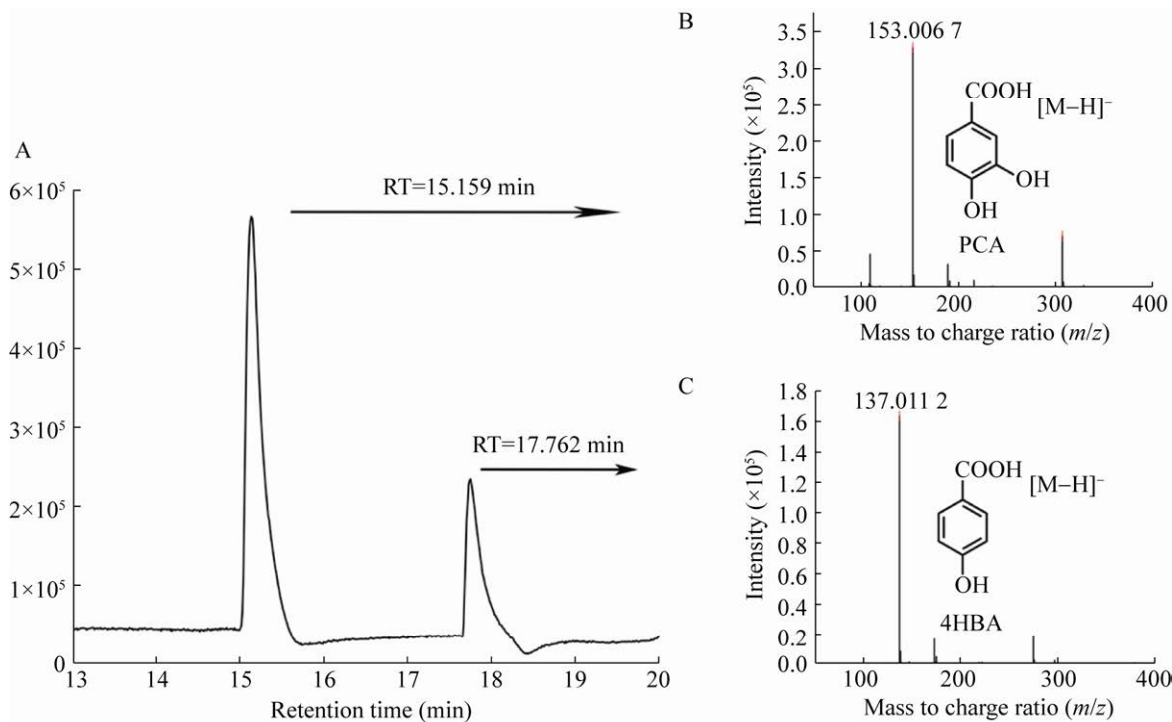 A
6×10⁵
5×10⁵
4×10⁵
3×10⁵
2×10⁵
1×10⁵
0
RT=15.159 min
RT=17.762 min
13 14 15 16 17 18 19 20
Retention time (min)
B
153.006 7
3.5
3.0
2.5
2.0
1.5
1.0
0.5
0.0
Intensity (×10⁵)
COOH [M−H]⁻
OH
OH
PCA
100 200 300 400
Mass to charge ratio (m/z)
C
137.011 2
1.8
1.6
1.4
1.2
1.0
0.8
0.6
0.4
0.2
0.0
Intensity (×10⁵)
COOH [M−H]⁻
OH
4HBA
100 200 300 400
Mass to charge ratio (m/z)